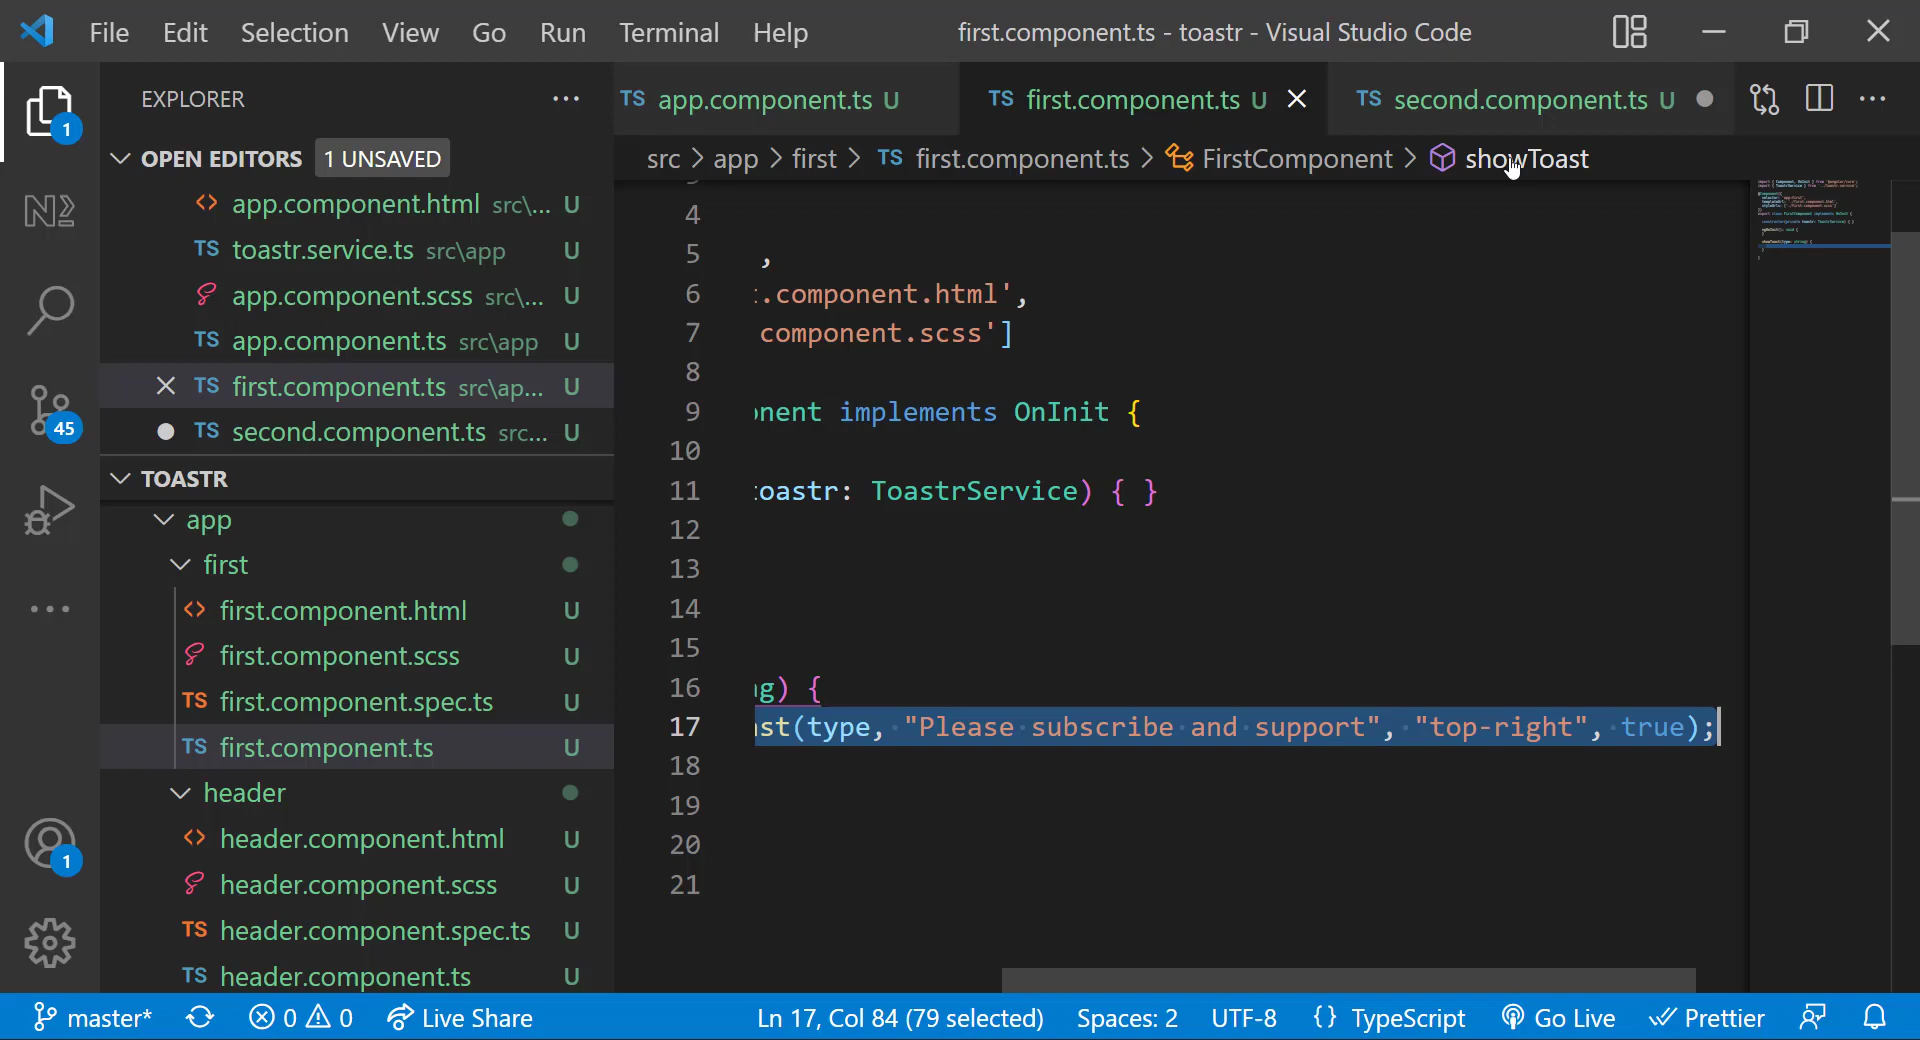 File Edit Selection View Go Run Terminal Help first.component.ts - toastr - Visual Studio Code
EXPLORER
OPEN EDITORS 1 UNSAVED
app.component.html src\... U
TS toastr.service.ts src\app U
app.component.scss src\... U
TS app.component.ts src\app U
TS first.component.ts src\ap... U
TS second.component.ts src... U
TOASTR
app
first
first.component.html U
first.component.scss U
TS first.component.spec.ts U
TS first.component.ts U
header
header.component.html U
header.component.scss U
TS header.component.spec.ts U
TS header.component.ts U
1
45
1
TS app.component.ts U TS first.component.ts U TS second.component.ts U
src > app > first > TS first.component.ts > FirstComponent > showToast
4
5 ,
6 .component.html',
7 component.scss']
8
9 nent implements OnInit {
10
11 oastr: ToastrService) { }
12
13
14
15
16 g) {
17 st(type, "Please subscribe and support", "top-right", true);
18
19
20
21
master* 0 0 Live Share Ln 17, Col 84 (79 selected) Spaces: 2 UTF-8 {} TypeScript Go Live Prettier